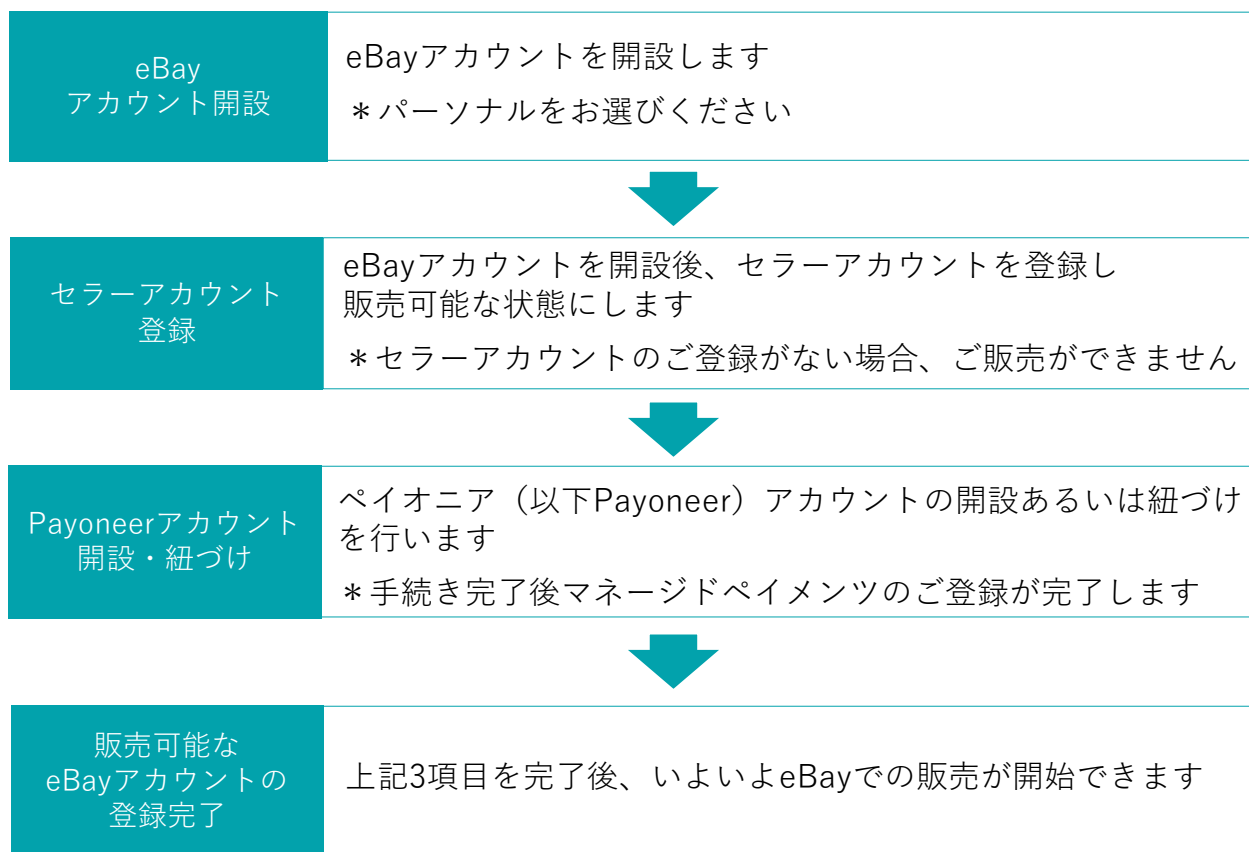 eBay
アカウント開設
eBayアカウントを開設します
＊パーソナルをお選びください
セラーアカウント
登録
eBayアカウントを開設後、セラーアカウントを登録し
販売可能な状態にします
＊セラーアカウントのご登録がない場合、ご販売ができません
Payoneerアカウント
開設・紐づけ
ペイオニア（以下Payoneer）アカウントの開設あるいは紐づけ
を行います
＊手続き完了後マネージドペイメンツのご登録が完了します
販売可能な
eBayアカウントの
登録完了
上記3項目を完了後、いよいよeBayでの販売が開始できます